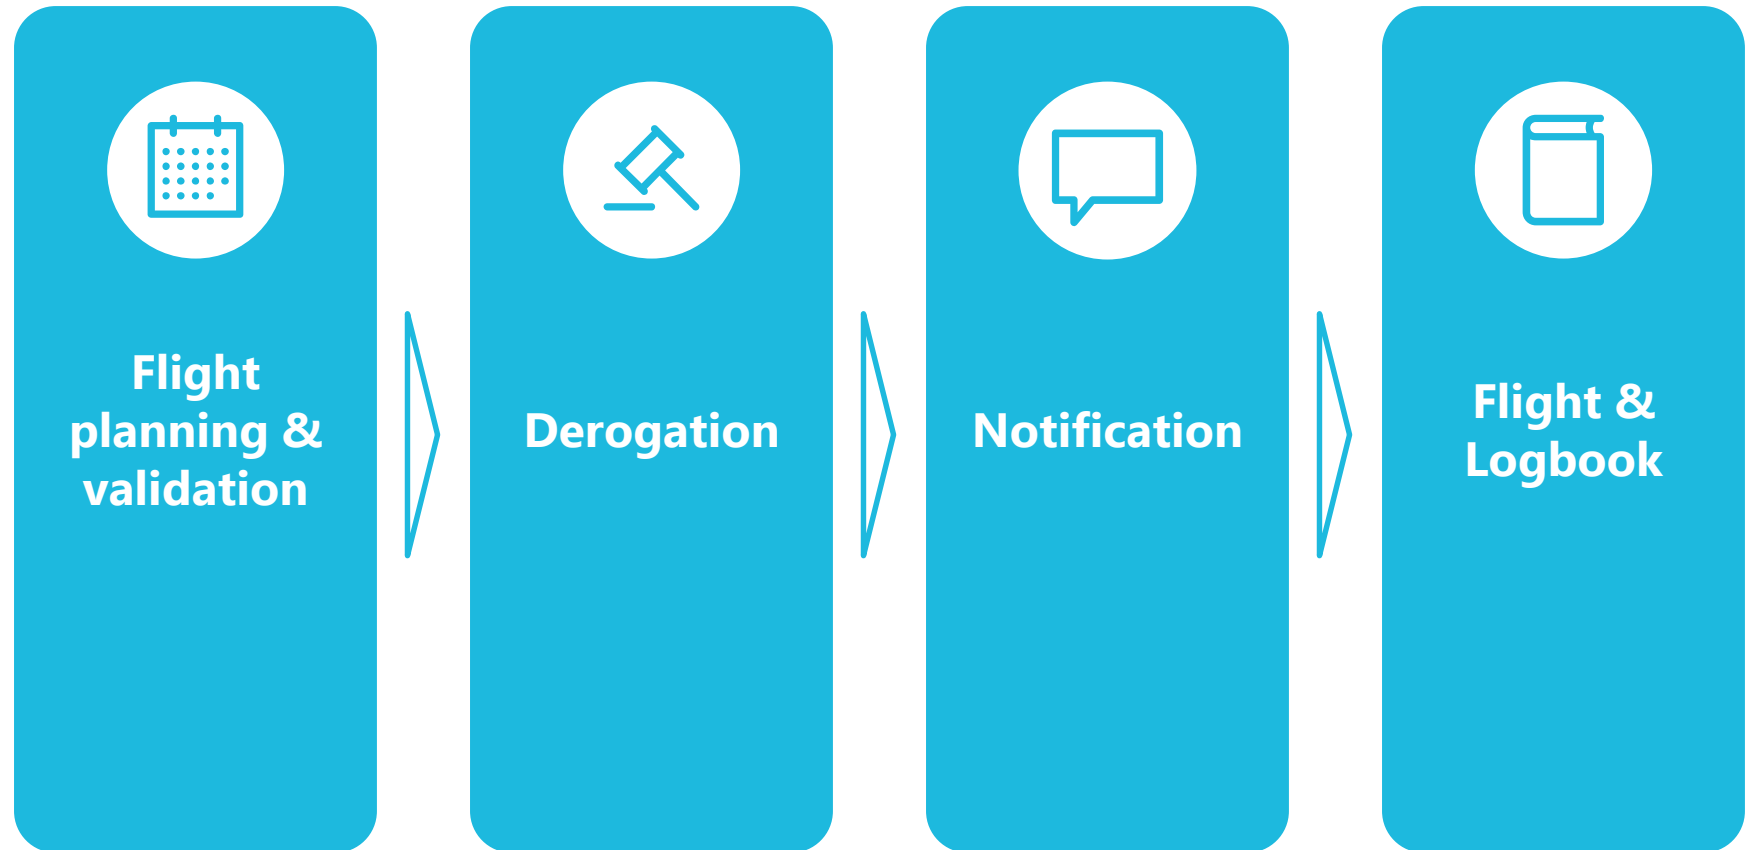 Flight
planning &
validation
Derogation
Notification
Flight &
Logbook